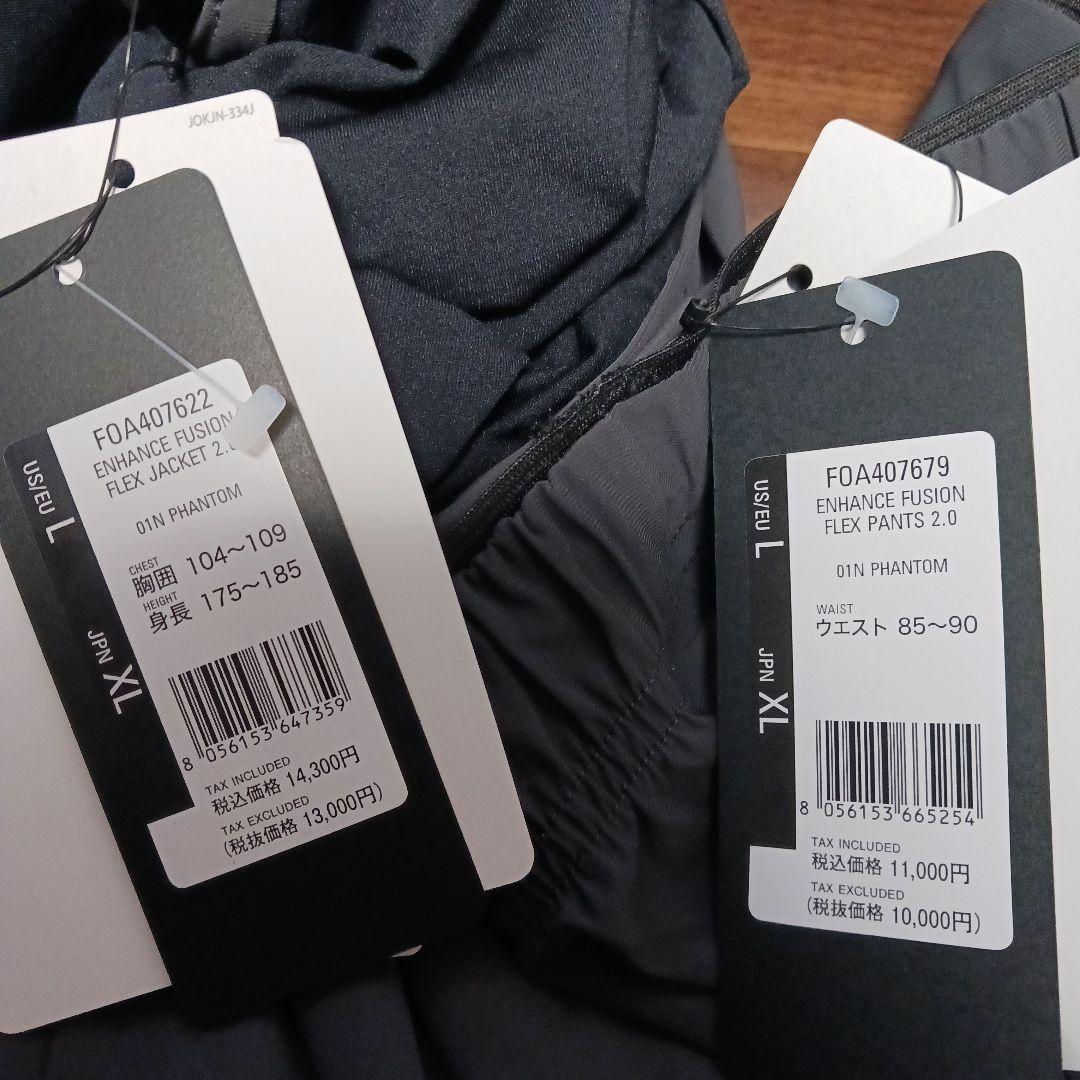 JOKJN-334J
FOA407622
ENHANCE FUSION
FLEX JACKET 2.0
01N PHANTOM
US/EU L
CHEST
胸囲 104~109
HEIGHT
身長 175~185
JPN XL
8 056153 647359
TAX INCLUDED
税込価格 14,300円
TAX EXCLUDED
(税抜価格 13,000円)
FOA407679
ENHANCE FUSION
FLEX PANTS 2.0
US/EU L
01N PHANTOM
WAIST
ウエスト 85~90
JPN XL
8 056153 665254
TAX INCLUDED
税込価格 11,000円
TAX EXCLUDED
(税抜価格 10,000円)